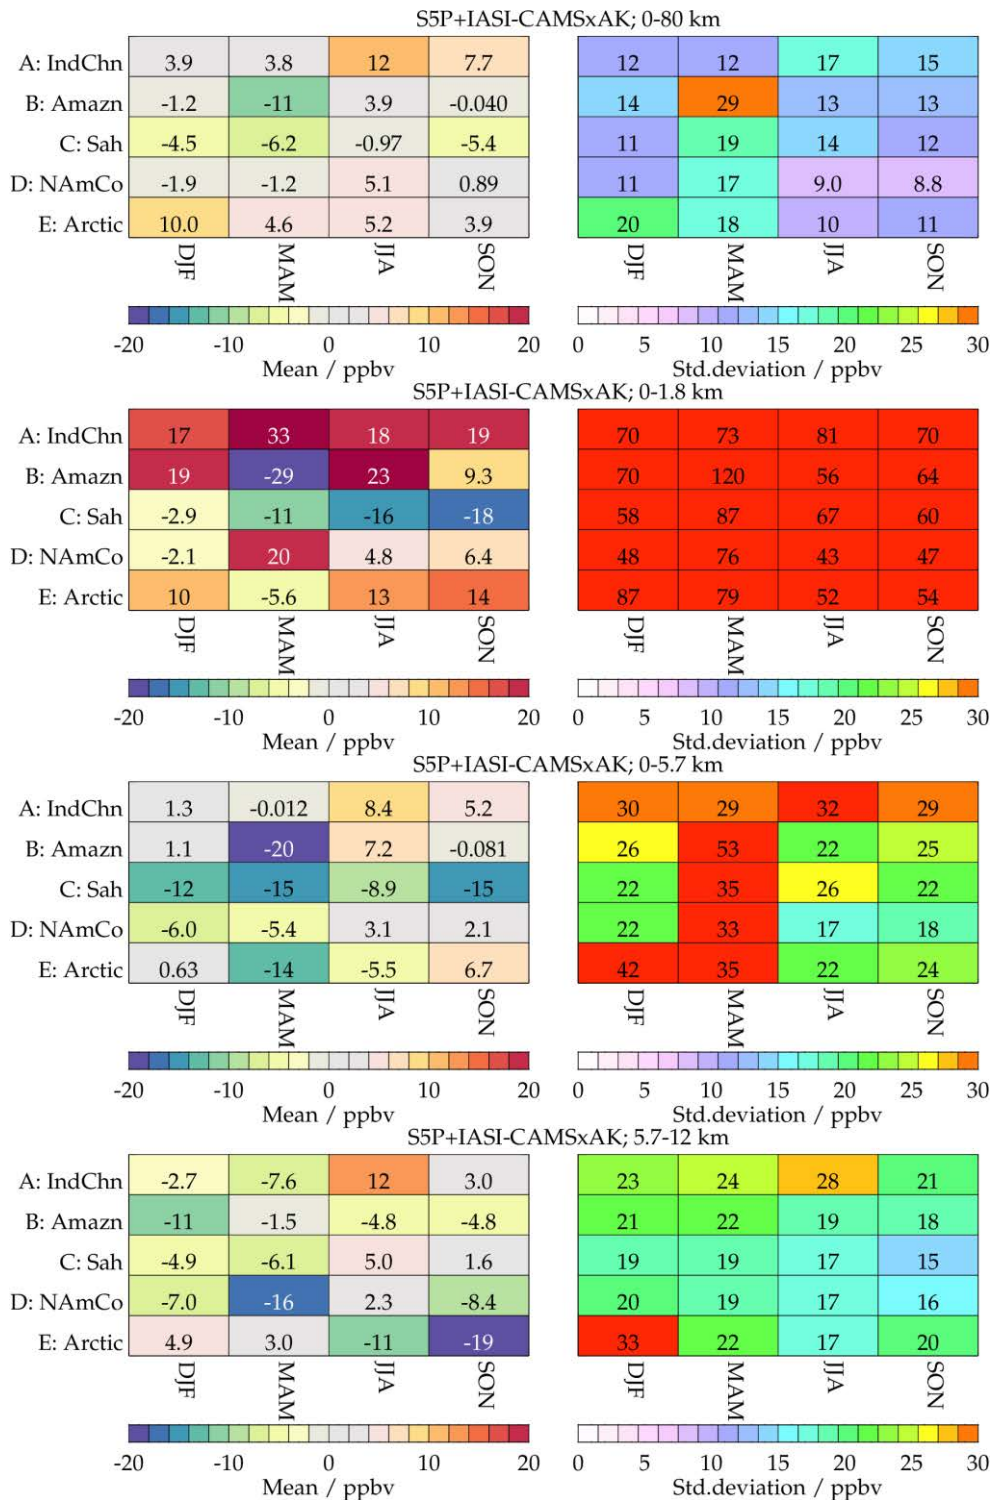 S5P+IASI-CAMSxAK; 0-80 km
A: IndChn 3.9 3.8 12 7.7 12 12 17 15
B: Amazn -1.2 -11 3.9 -0.040 14 29 13 13
C: Sah -4.5 -6.2 -0.97 -5.4 11 19 14 12
D: NAmCo -1.9 -1.2 5.1 0.89 11 17 9.0 8.8
E: Arctic 10.0 4.6 5.2 3.9 20 18 10 11
DJF MAM JJA SON DJF MAM JJA SON
-20 -10 0 10 20 0 5 10 15 20 25 30
Mean / ppbv Std.deviation / ppbv
S5P+IASI-CAMSxAK; 0-1.8 km
A: IndChn 17 33 18 19 70 73 81 70
B: Amazn 19 -29 23 9.3 70 120 56 64
C: Sah -2.9 -11 -16 -18 58 87 67 60
D: NAmCo -2.1 20 4.8 6.4 48 76 43 47
E: Arctic 10 -5.6 13 14 87 79 52 54
DJF MAM JJA SON DJF MAM JJA SON
-20 -10 0 10 20 0 5 10 15 20 25 30
Mean / ppbv Std.deviation / ppbv
S5P+IASI-CAMSxAK; 0-5.7 km
A: IndChn 1.3 -0.012 8.4 5.2 30 29 32 29
B: Amazn 1.1 -20 7.2 -0.081 26 53 22 25
C: Sah -12 -15 -8.9 -15 22 35 26 22
D: NAmCo -6.0 -5.4 3.1 2.1 22 33 17 18
E: Arctic 0.63 -14 -5.5 6.7 42 35 22 24
DJF MAM JJA SON DJF MAM JJA SON
-20 -10 0 10 20 0 5 10 15 20 25 30
Mean / ppbv Std.deviation / ppbv
S5P+IASI-CAMSxAK; 5.7-12 km
A: IndChn -2.7 -7.6 12 3.0 23 24 28 21
B: Amazn -11 -1.5 -4.8 -4.8 21 22 19 18
C: Sah -4.9 -6.1 5.0 1.6 19 19 17 15
D: NAmCo -7.0 -16 2.3 -8.4 20 19 17 16
E: Arctic 4.9 3.0 -11 -19 33 22 17 20
DJF MAM JJA SON DJF MAM JJA SON
-20 -10 0 10 20 0 5 10 15 20 25 30
Mean / ppbv Std.deviation / ppbv